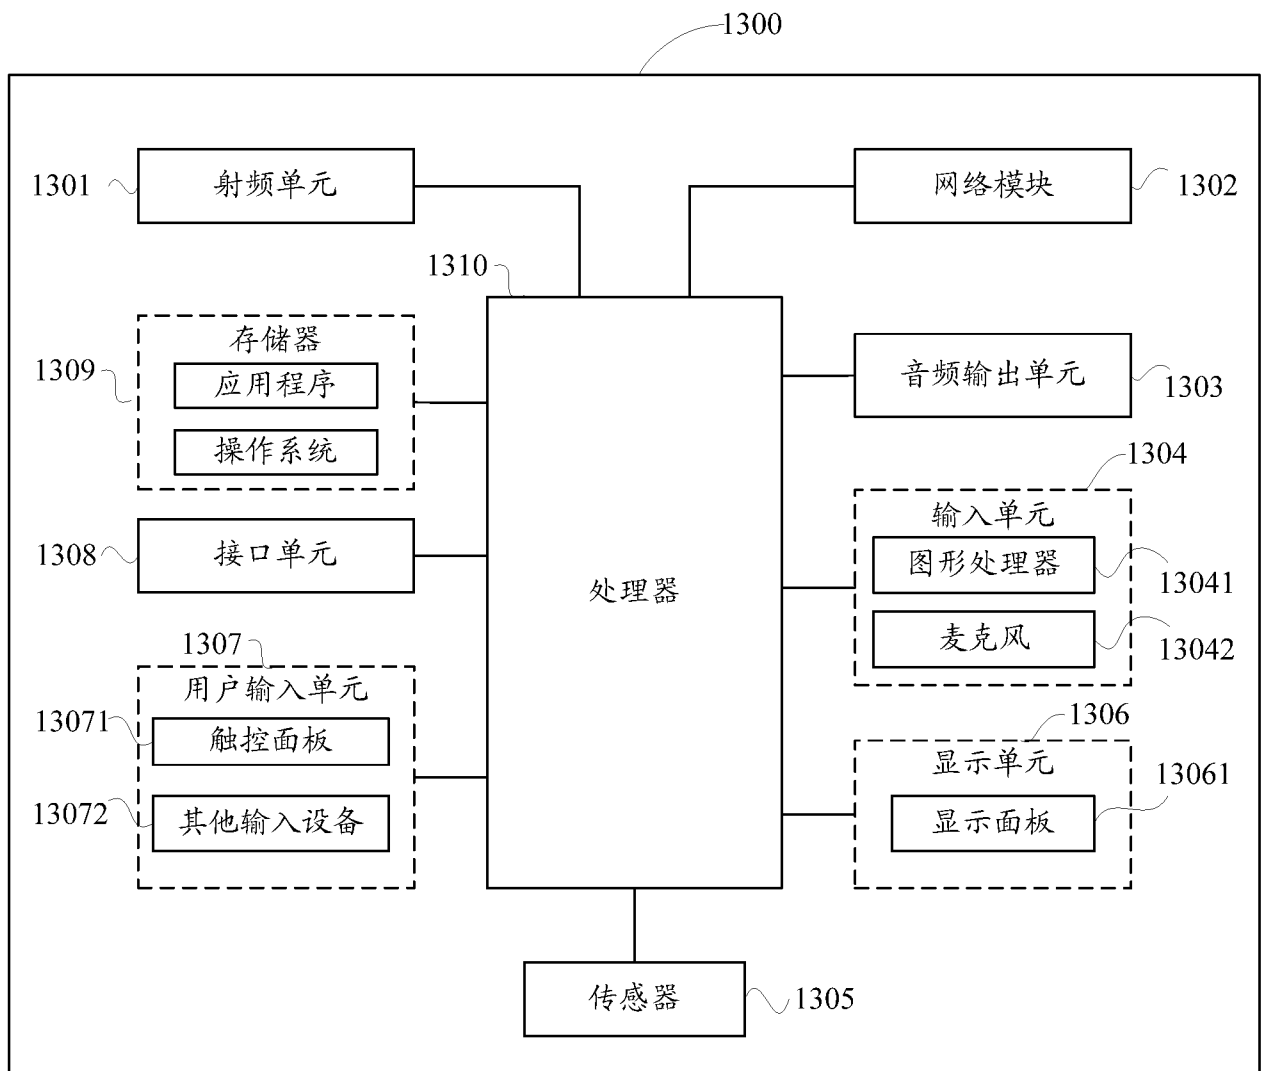 1300
1301
射频单元
网络模块
1302
1310
存储器
1309
应用程序
操作系统
音频输出单元
1303
1304
输入单元
图形处理器
13041
麦克风
13042
1308
接口单元
处理器
1307
用户输入单元
13071
触控面板
13072
其他输入设备
1306
显示单元
13061
显示面板
传感器
1305